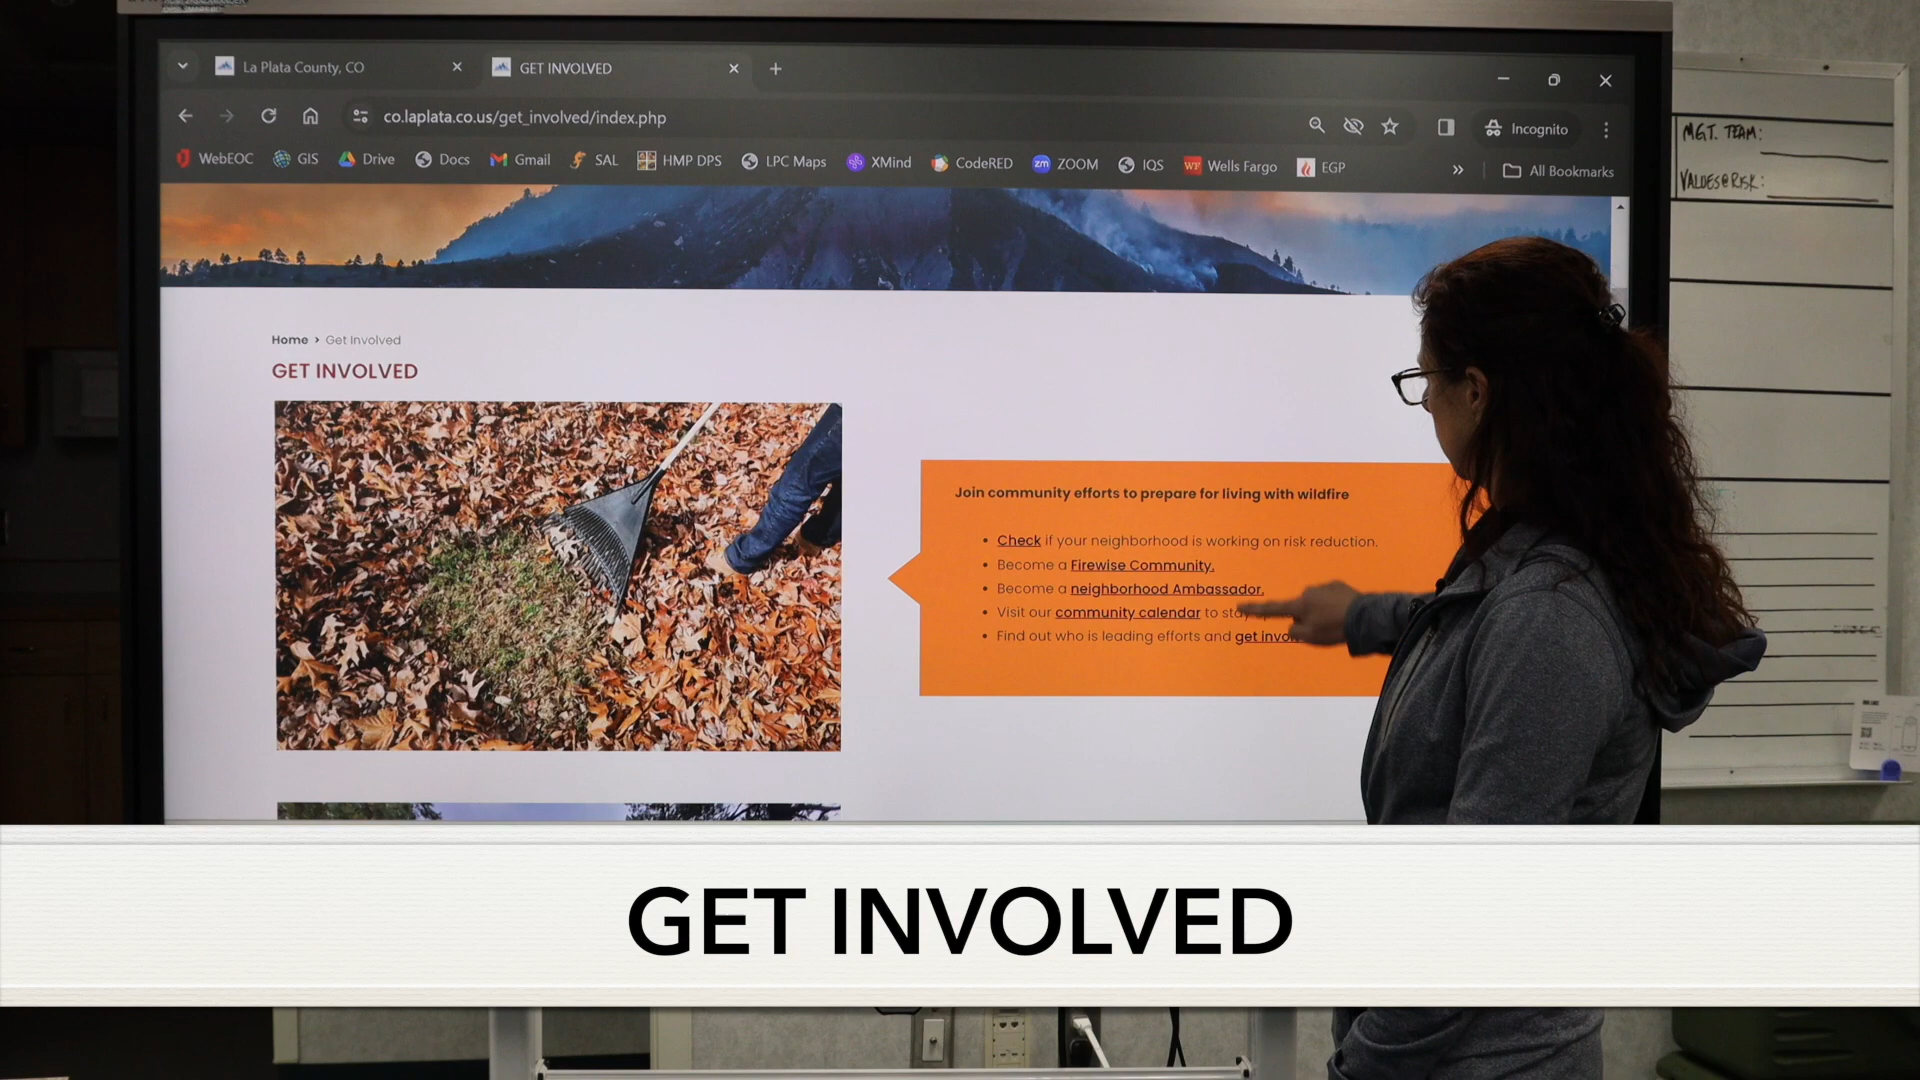 La Plata County, CO
GET INVOLVED
co.laplata.co.us/get_involved/index.php
Incognito
WebEOC GIS Drive Docs Gmail SAL HMP DPS LPC Maps XMind CodeRED ZOOM IQS Wells Fargo EGP All Bookmarks
MGT. TEAM:
VALUES@RISK:
Home > Get Involved
GET INVOLVED
Join community efforts to prepare for living with wildfire
• Check if your neighborhood is working on risk reduction.
• Become a Firewise Community.
• Become a neighborhood Ambassador.
• Visit our community calendar to
• Find out who is leading efforts and get
GET INVOLVED